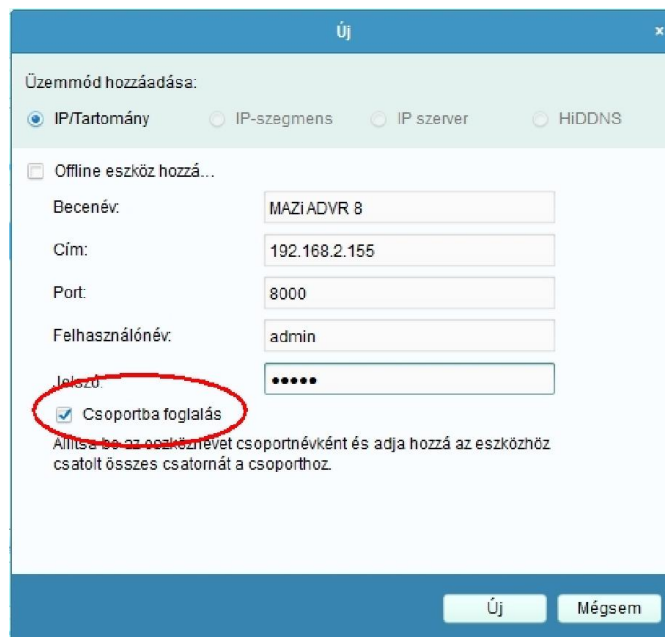 Új
x
Üzemmód hozzáadása:
IP/Tartomány IP-szegmens IP szerver HiDDNS
Offline eszköz hozzá...
Becenév: MAZi ADVR 8
Cím: 192.168.2.155
Port: 8000
Felhasználónév: admin
Jelszó: •••••
Csoportba foglalás
Állítsa be az eszköznevet csoportnévként és adja hozzá az eszközhöz
csatolt összes csatornát a csoporthoz.
Új Mégsem